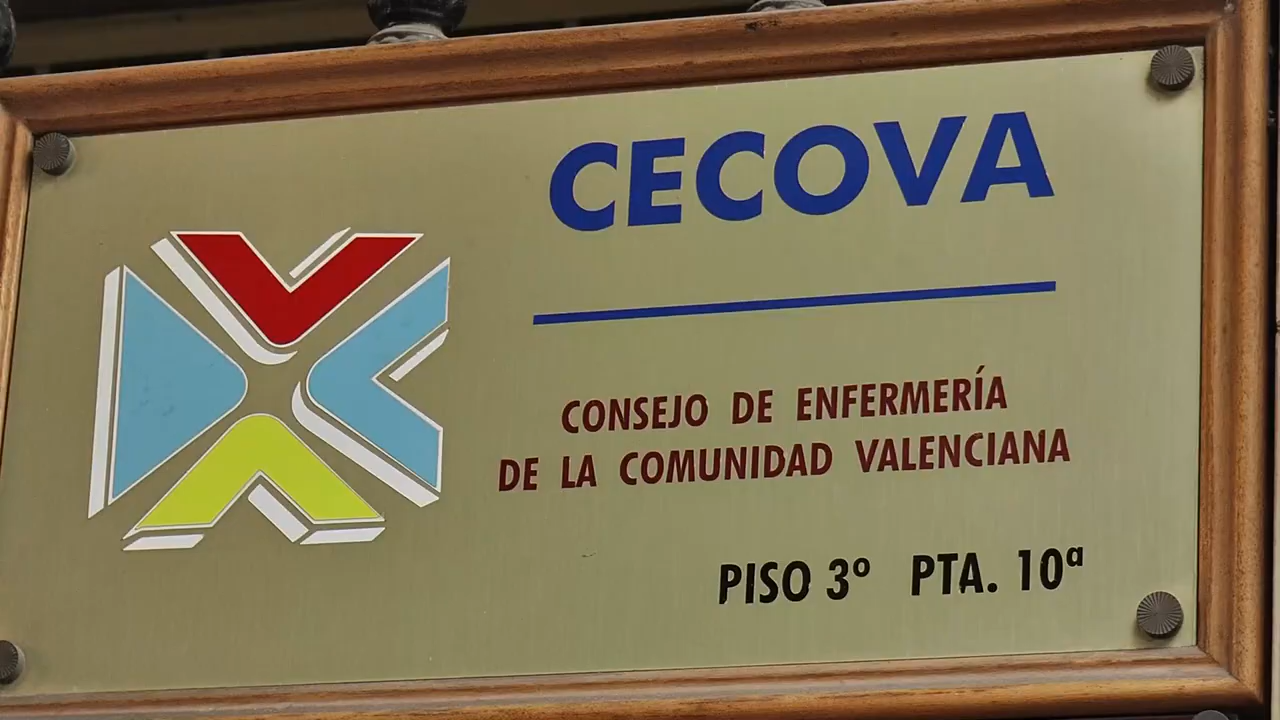 CECOVA
CONSEJO DE ENFERMERÍA
DE LA COMUNIDAD VALENCIANA
PISO 3º PTA. 10ª